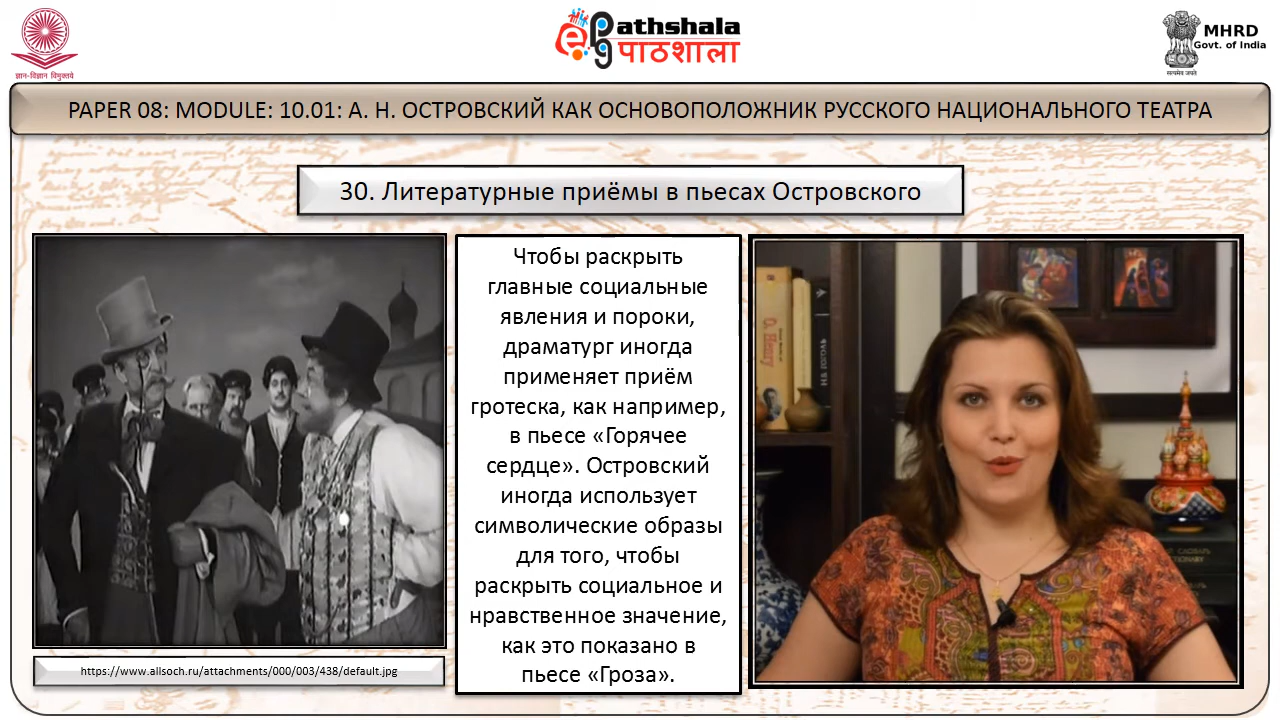 ज्ञान-विज्ञान विमुक्तये
ePathshala
पाठशाला
MHRD
Govt. of India
सत्यमेव जयते
PAPER 08: MODULE: 10.01: А. Н. ОСТРОВСКИЙ КАК ОСНОВОПОЛОЖНИК РУССКОГО НАЦИОНАЛЬНОГО ТЕАТРА
30. Литературные приёмы в пьесах Островского
Чтобы раскрыть
главные социальные
явления и пороки,
драматург иногда
применяет приём
гротеска, как например,
в пьесе «Горячее
сердце». Островский
иногда использует
символические образы
для того, чтобы
раскрыть социальное и
нравственное значение,
как это показано в
пьесе «Гроза».
O. Henry
Н.В. ГОГОЛЬ
https://www.allsoch.ru/attachments/000/003/438/default.jpg